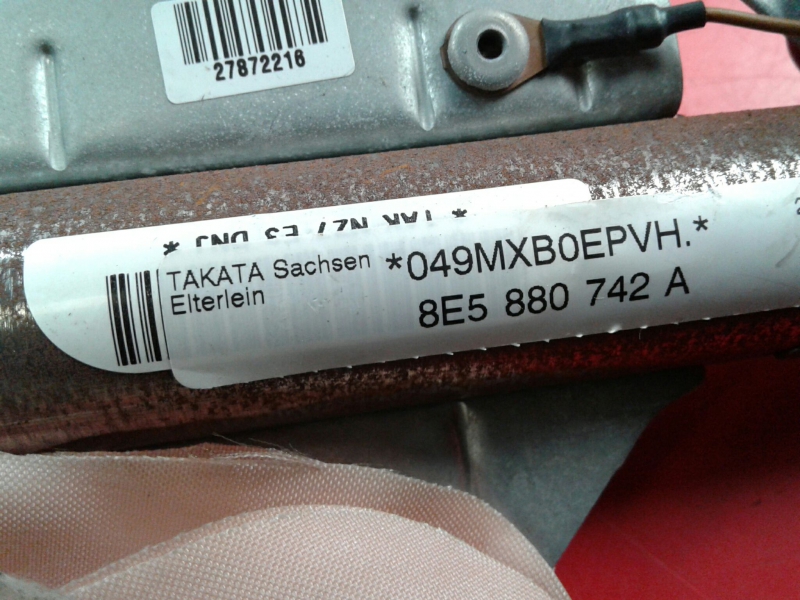 27872216
TAKATA Sachsen
Elterlein
*049MXB0EPVH.*
8E5 880 742 A